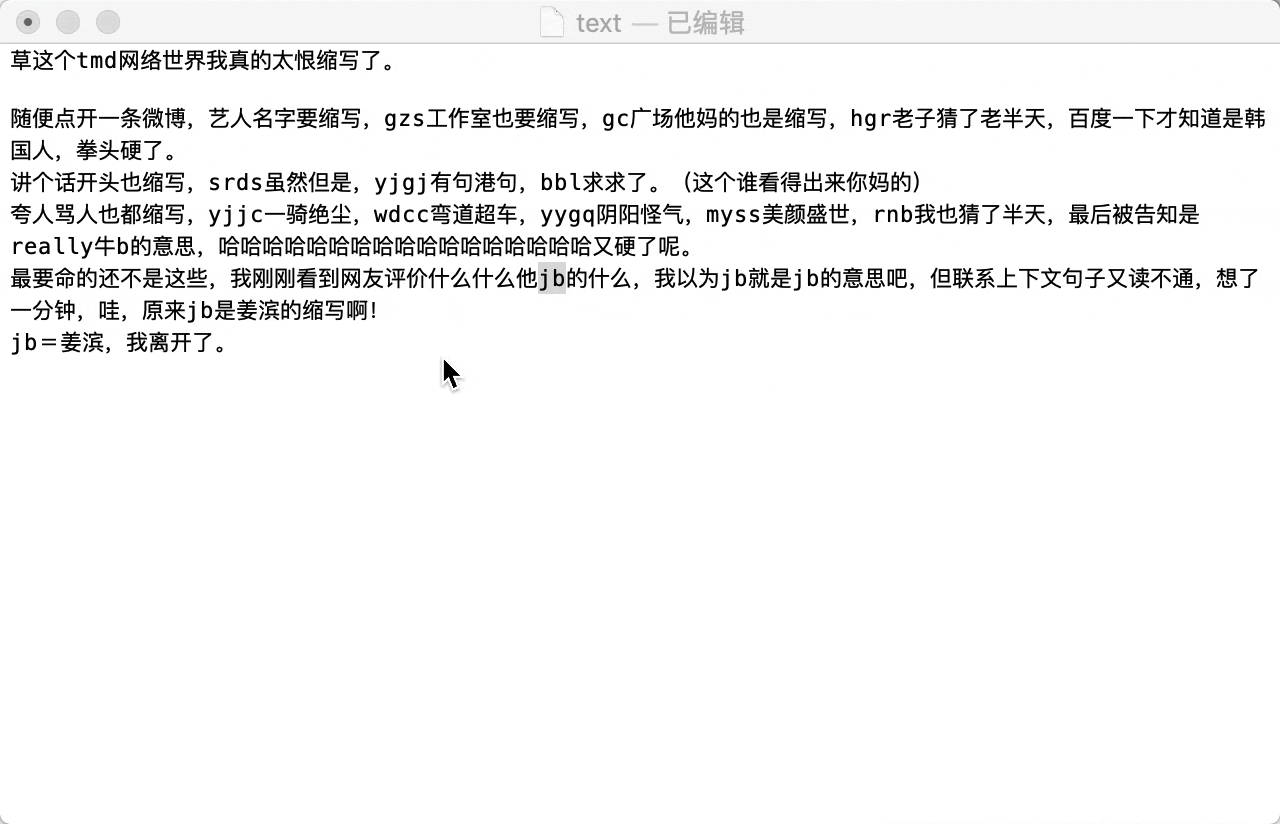 text — 已编辑
草这个tmd网络世界我真的太恨缩写了。
随便点开一条微博，艺人名字要缩写，gzs工作室也要缩写，gc广场他妈的也是缩写，hgr老子猜了老半天，百度一下才知道是韩
国人，拳头硬了。
讲个话开头也缩写，srds虽然但是，yjgj有句港句，bbl求求了。（这个谁看得出来你妈的）
夸人骂人也都缩写，yjjc一骑绝尘，wdcc弯道超车，yygq阴阳怪气，myss美颜盛世，rnb我也猜了半天，最后被告知是
really牛b的意思，哈哈哈哈哈哈哈哈哈哈哈哈哈哈哈哈哈又硬了呢。
最要命的还不是这些，我刚刚看到网友评价什么什么他jb的什么，我以为jb就是jb的意思吧，但联系上下文句子又读不通，想了
一分钟，哇，原来jb是姜滨的缩写啊！
jb＝姜滨，我离开了。